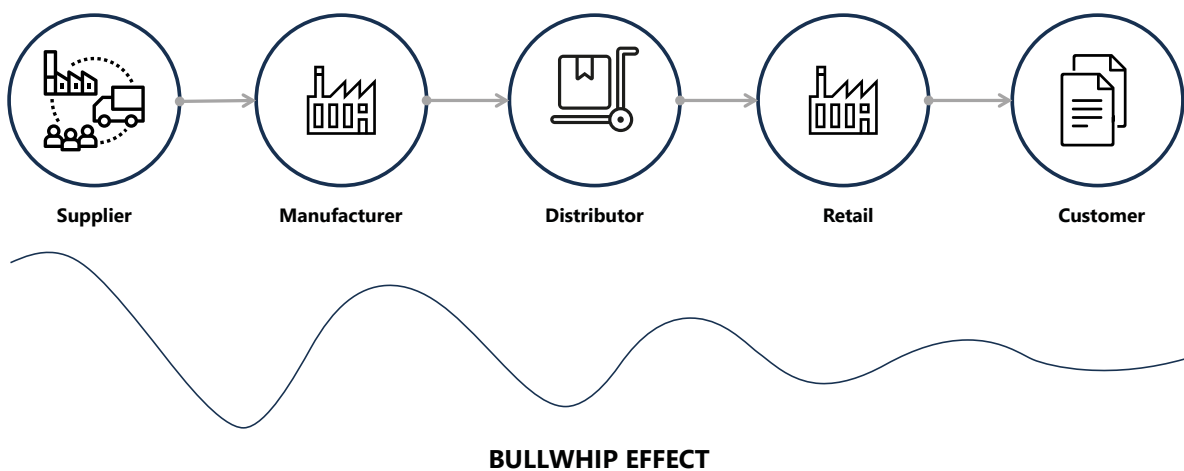 Supplier
Manufacturer
Distributor
Retail
Customer
BULLWHIP EFFECT